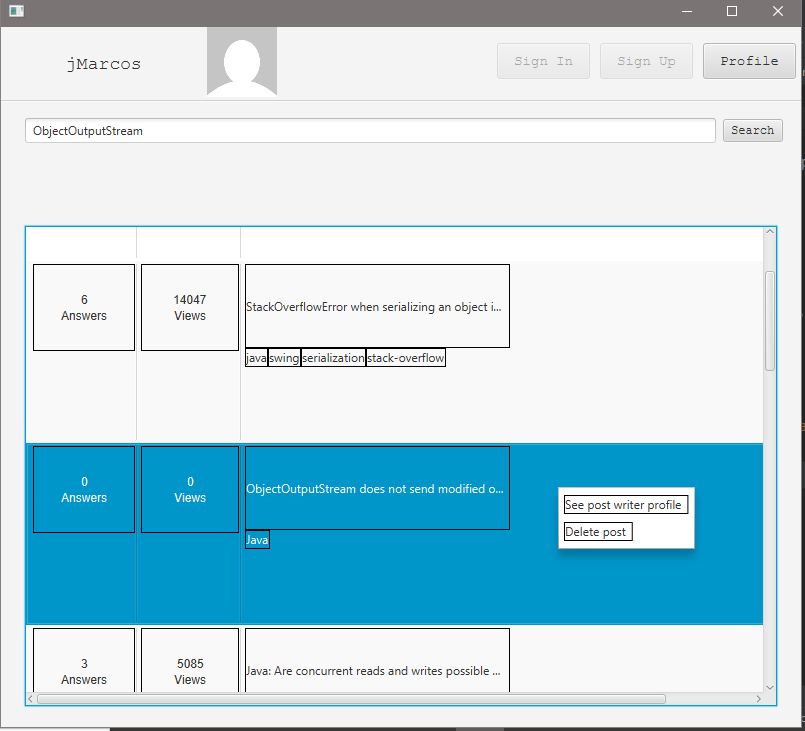 jMarcos
Sign In
Sign Up
Profile
ObjectOutputStream
Search
6
Answers
14047
Views
StackOverflowError when serializing an object i...
java swing serialization stack-overflow
0
Answers
0
Views
ObjectOutputStream does not send modified o...
Java
See post writer profile
Delete post
3
Answers
5085
Views
Java: Are concurrent reads and writes possible ...